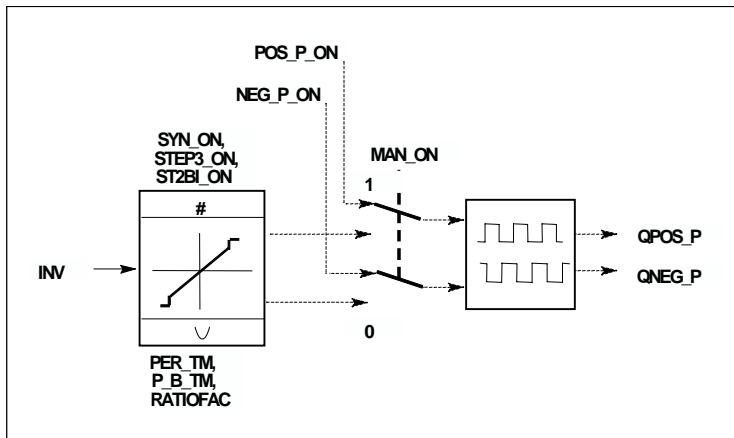 POS_P_ON
NEG_P_ON
SYN_ON,
STEP3_ON,
ST2BI_ON
MAN_ON
1
#
QPOS_P
INV
QNEG_P
0
PER_TM,
P_B_TM,
RATIOFAC